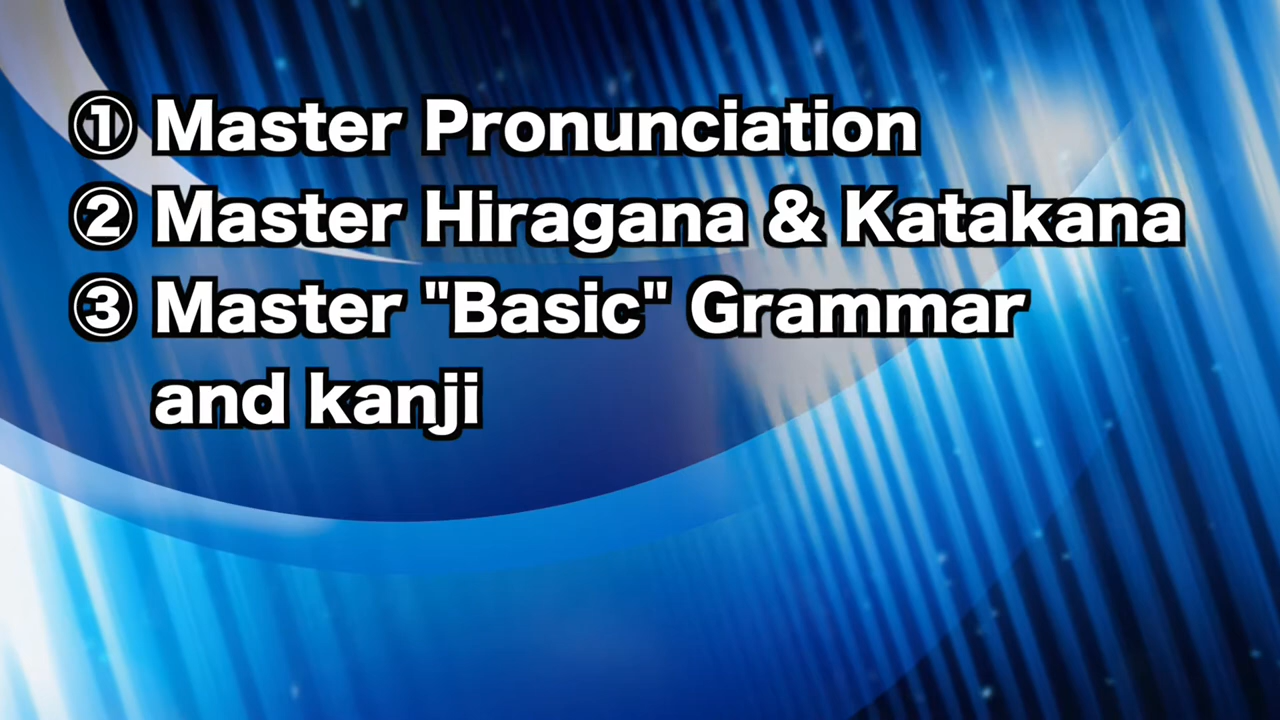 ① Master Pronunciation
② Master Hiragana & Katakana
③ Master "Basic" Grammar
and kanji